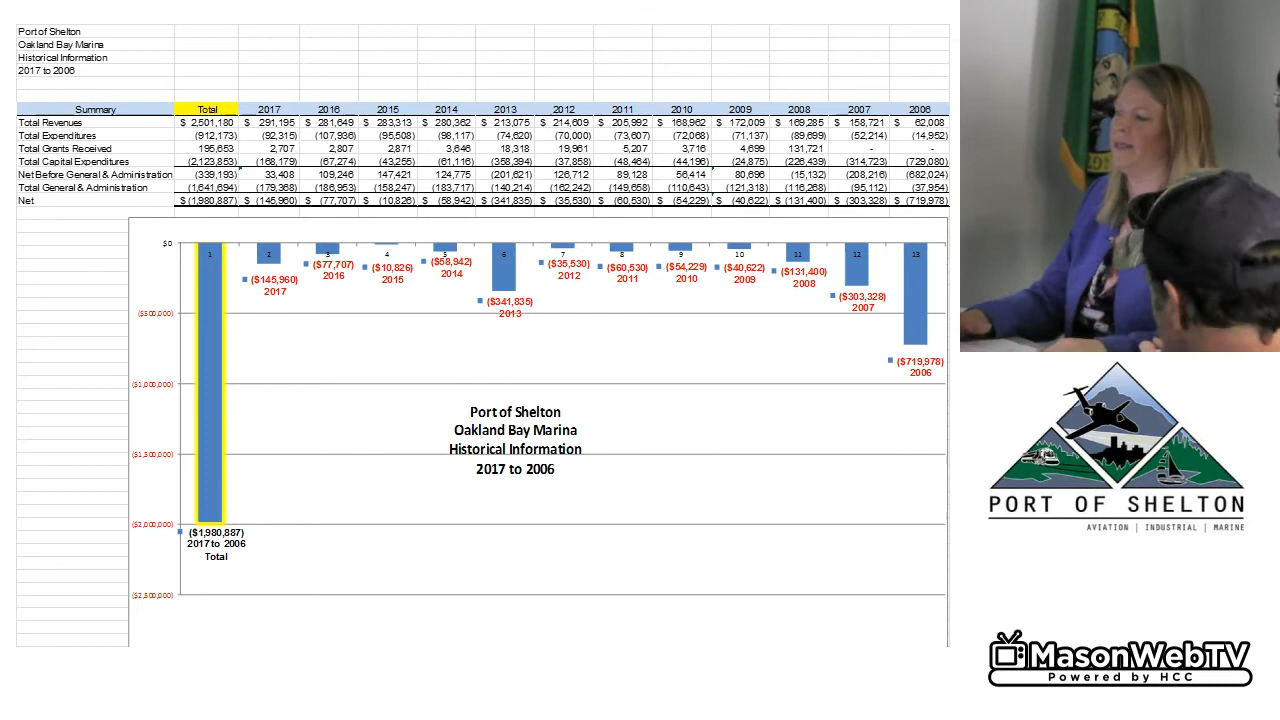 Port of Shelton
Oakland Bay Marina
Historical Information
2017 to 2006
Summary Total 2017 2016 2015 2014 2013 2012 2011 2010 2009 2008 2007 2006
Total Revenues $ 2,501,180 $ 291,195 $ 281,649 $ 283,313 $ 280,362 $ 213,075 $ 214,609 $ 205,992 $ 168,962 $ 172,009 $ 169,285 $ 158,721 $ 62,008
Total Expenditures (912,173) (92,315) (107,936) (95,508) (98,117) (74,620) (70,000) (73,607) (72,068) (71,137) (89,699) (52,214) (14,952)
Total Grants Received 195,653 2,707 2,807 2,871 3,646 18,318 19,961 5,207 3,716 4,699 131,721 - -
Total Capital Expenditures (2,123,853) (168,179) (67,274) (43,255) (61,116) (358,394) (37,858) (48,464) (44,196) (24,875) (226,439) (314,723) (729,080)
Net Before General & Administration (339,193) 33,408 109,246 147,421 124,775 (201,621) 126,712 89,128 56,414 80,696 (15,132) (208,216) (682,024)
Total General & Administration (1,641,694) (179,368) (186,953) (158,247) (183,717) (140,214) (162,242) (149,658) (110,643) (121,318) (116,268) (95,112) (37,954)
Net $ (1,980,887) $ (145,960) $ (77,707) $ (10,826) $ (58,942) $ (341,835) $ (35,530) $ (60,530) $ (54,229) $ (40,622) $ (131,400) $ (303,328) $ (719,978)
$0
1 2 3 4 5 6 7 8 9 10 11 12 13
($145,960)
2017
($77,707)
2016
($10,826)
2015
($58,942)
2014
($341,835)
2013
($35,530)
2012
($60,530)
2011
($54,229)
2010
($40,622)
2009
($131,400)
2008
($303,328)
2007
($719,978)
2006
($500,000)
($1,000,000)
($1,500,000)
($2,000,000)
($2,500,000)
Port of Shelton
Oakland Bay Marina
Historical Information
2017 to 2006
($1,980,887)
2017 to 2006
Total
PORT OF SHELTON
AVIATION | INDUSTRIAL | MARINE
MasonWebTV
Powered by HCC